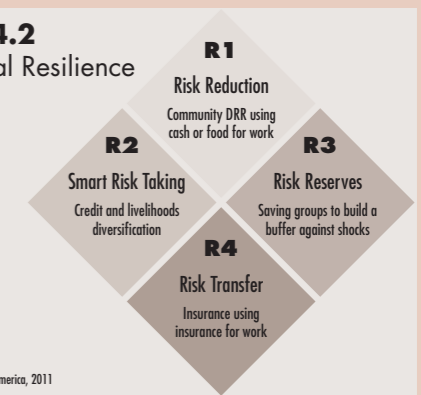 4.2
al Resilience
R1
Risk Reduction
Community DRR using
cash or food for work
R2
Smart Risk Taking
Credit and livelihoods
diversification
R3
Risk Reserves
Saving groups to build a
buffer against shocks
R4
Risk Transfer
Insurance using
insurance for work
merica, 2011